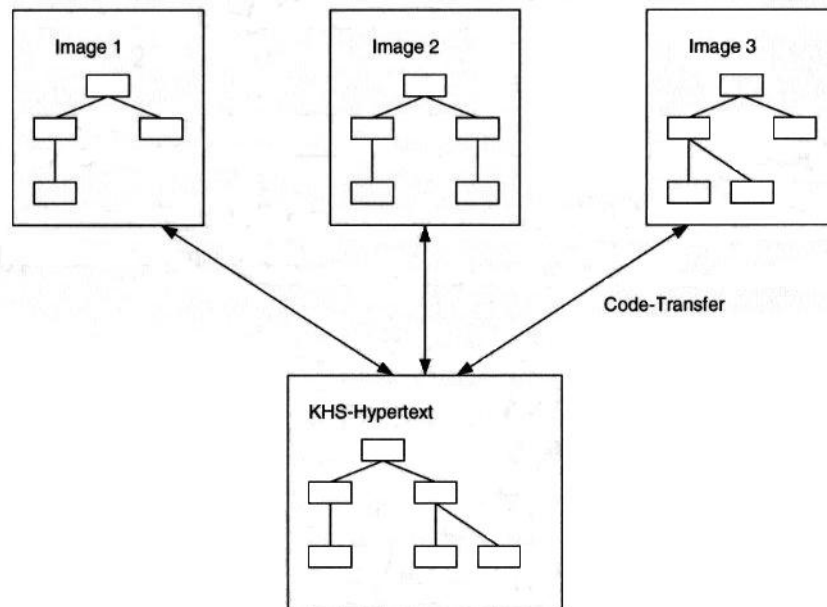 Image 1
Image 2
Image 3
Code-Transfer
KHS-Hypertext